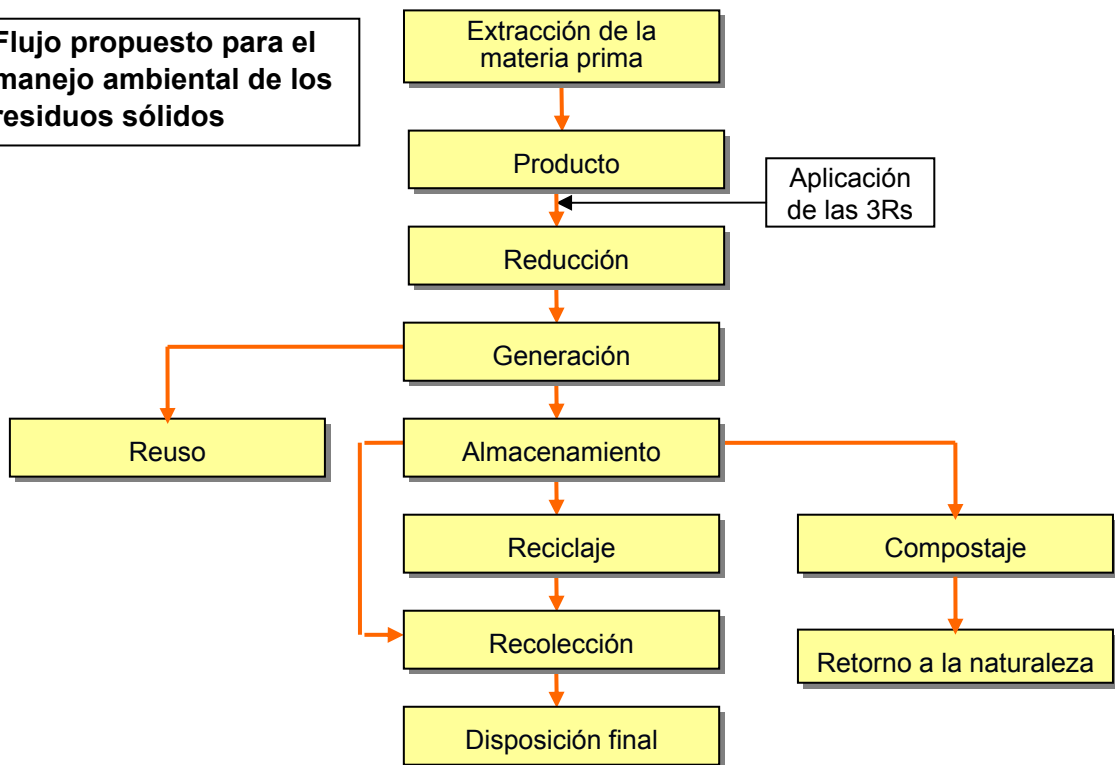 Flujo propuesto para el
manejo ambiental de los
residuos sólidos
Extracción de la
materia prima
Producto
Aplicación
de las 3Rs
Reducción
Generación
Reuso
Almacenamiento
Reciclaje
Compostaje
Recolección
Retorno a la naturaleza
Disposición final